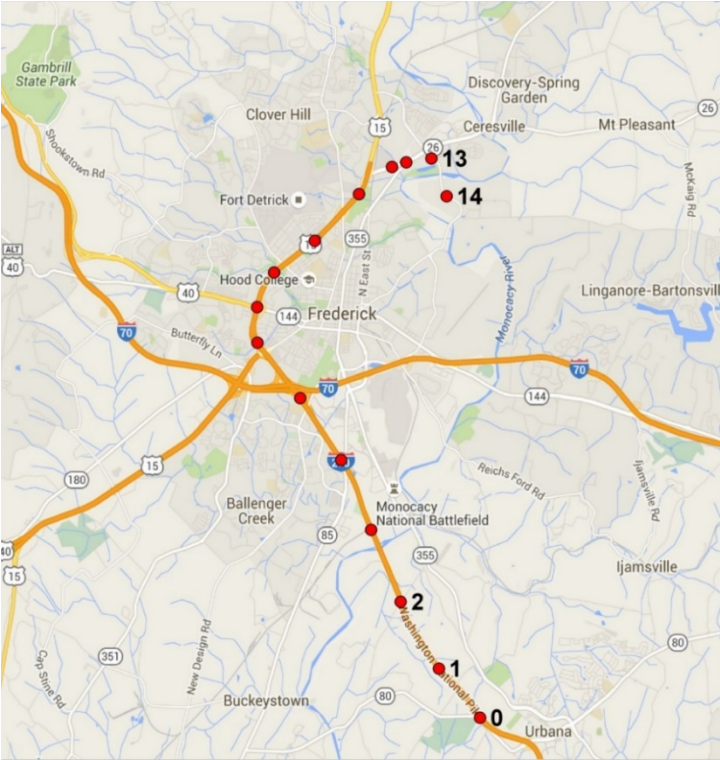 Gambrill
State Park
Discovery-Spring
Garden
Clover Hill
15
Ceresville
Mt Pleasant
26
26
13
Shookstown Rd
Fort Detrick
14
McKaig Rd
355
ALT
40
Hood College
N East St
Monocacy River
40
144
Frederick
Linganore-Bartonsvill
70
Butterfly Ln
70
70
144
15
180
Reichs Ford Rd
Ijamsville Rd
Ballenger
Creek
Monocacy
National Battlefield
85
40
355
15
Ijamsville
2
80
351
New Design Rd
Washington National Pik
1
Cap Stine Rd
Buckeystown
80
0
Urbana